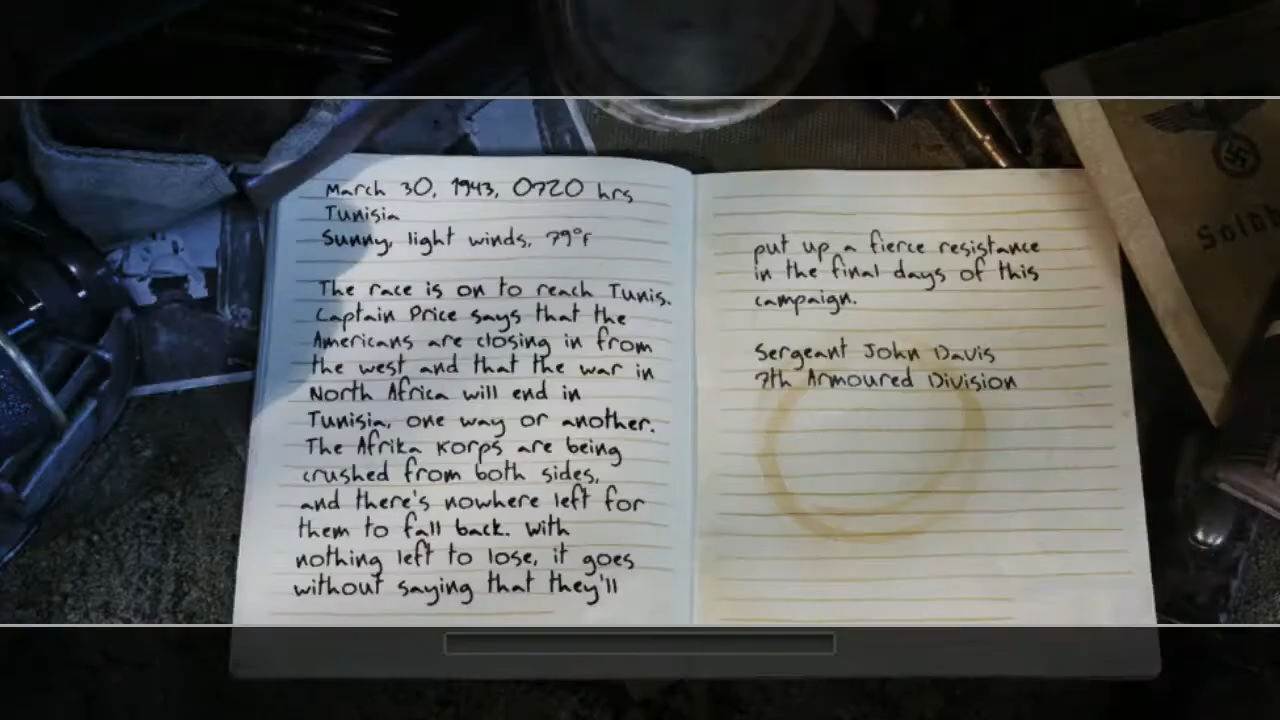 March 30, 1943, 0720 hrs
Tunisia
Sunny, light winds, 79°F
The race is on to reach Tunis.
Captain Price says that the
Americans are closing in from
the west and that the war in
North Africa will end in
Tunisia, one way or another.
The Afrika Korps are being
crushed from both sides,
and there's nowhere left for
them to fall back. With
nothing left to lose, it goes
without saying that they'll
put up a fierce resistance
in the final days of this
campaign.
Sergeant John Davis
7th Armoured Division